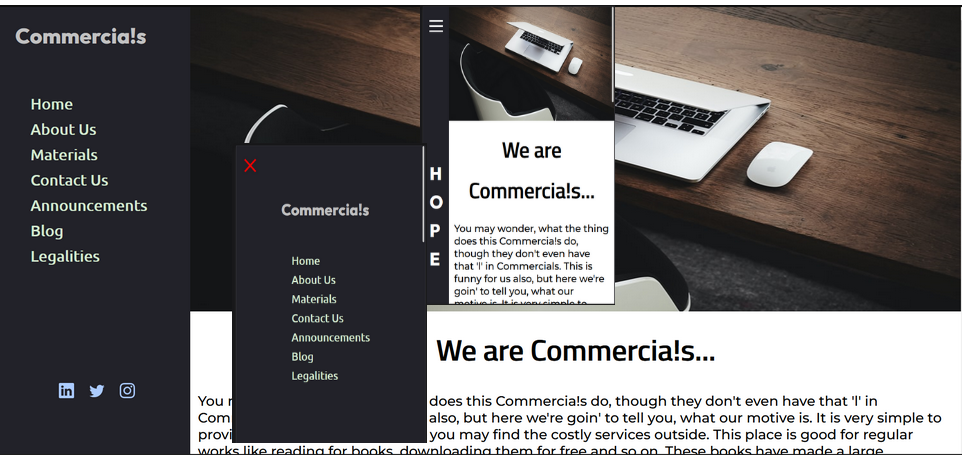 Commercia!s
Home
About Us
Materials
Contact Us
Announcements
Blog
Legalities
in
Commercia!s
Home
About Us
Materials
Contact Us
Announcements
Blog
Legalities
H
O
P
E
We are
Commercia!s...
You may wonder, what the thing
does this Commercia!s do,
though they don't even have
that 'l' in Commercials. This is
funny for us also, but here we're
goin' to tell you, what our
motive is. It is very simple to
We are Commercia!s...
You does this Commercia!s do, though they don't even have that 'l' in
Com also, but here we're goin' to tell you, what our motive is. It is very simple to
provi you may find the costly services outside. This place is good for regular
works like reading for books, downloading them for free and so on. These books have made a large